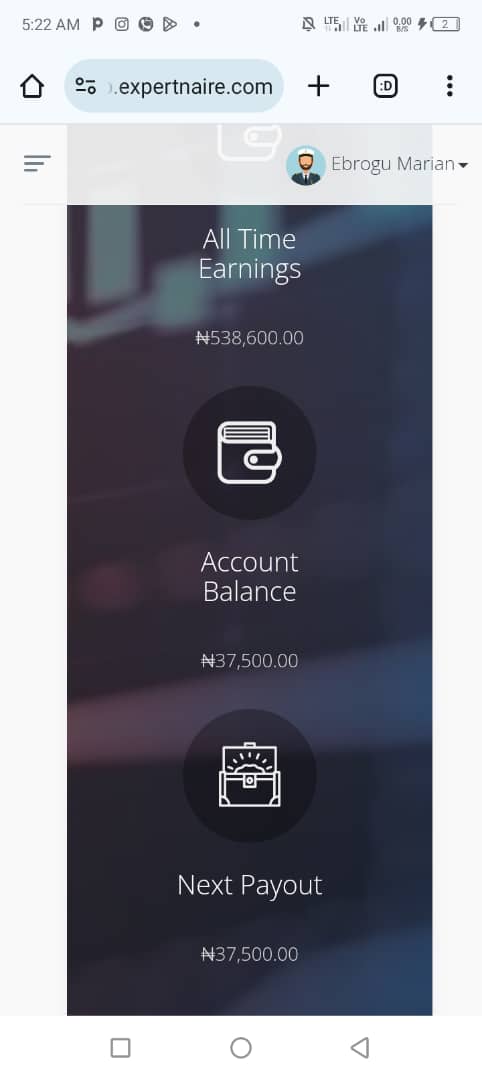 5:22 AM
LTE
Vo
LTE
0.00
B/S
2
.expertnaire.com
:D
Ebrogu Marian
All Time
Earnings
₦538,600.00
Account
Balance
₦37,500.00
Next Payout
₦37,500.00